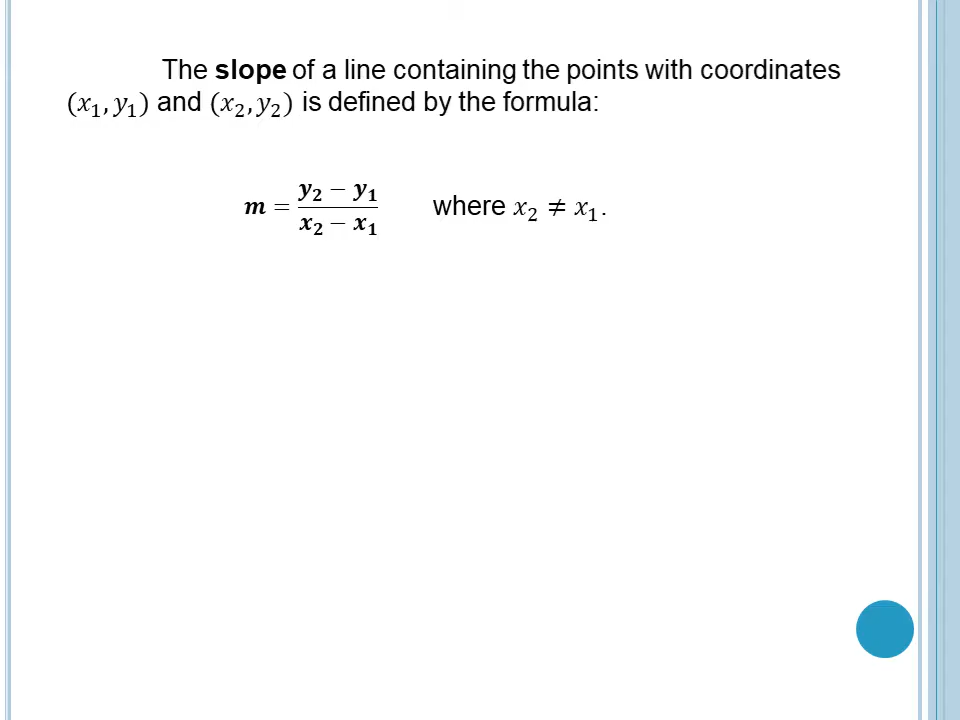 The slope of a line containing the points with coordinates
(x₁, y₁) and (x₂, y₂) is defined by the formula:
m = (y₂ − y₁) / (x₂ − x₁) where x₂ ≠ x₁.